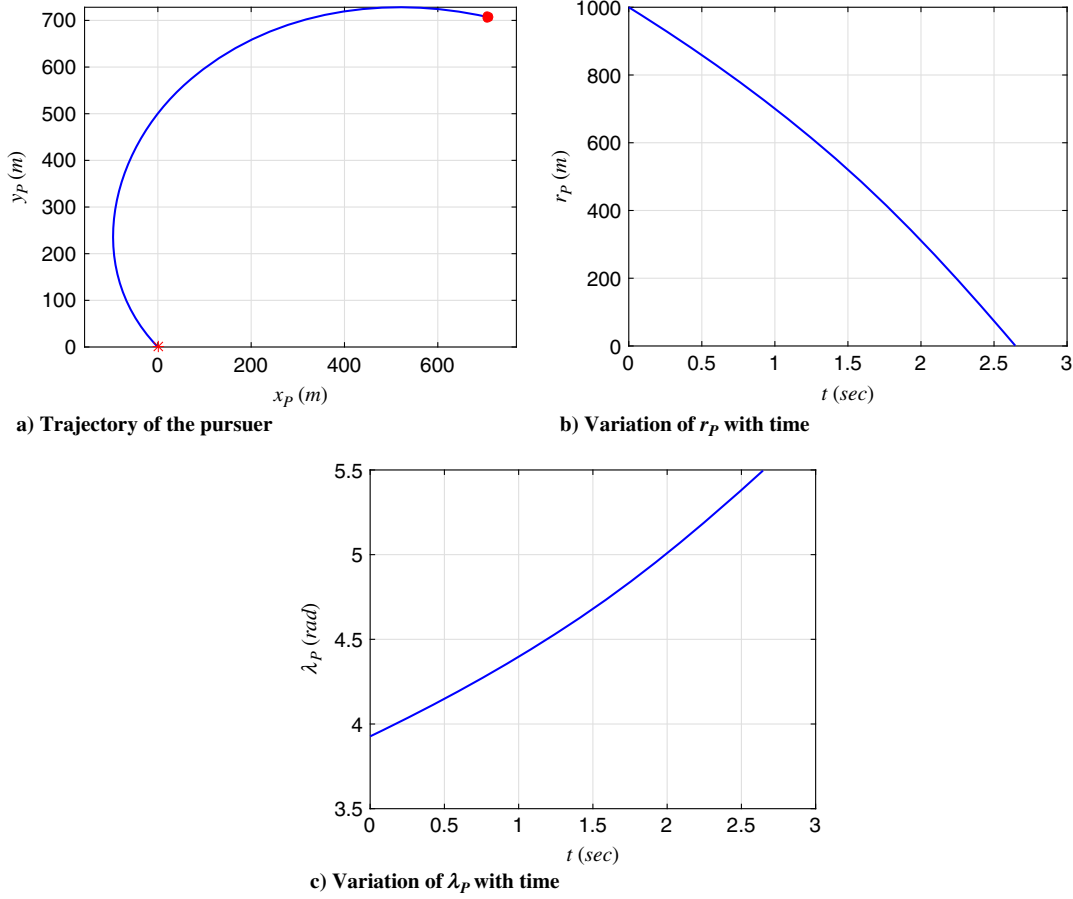 700
600
500
400
300
200
100
0
y_P (m)
0 200 400 600
x_P (m)
a) Trajectory of the pursuer
1000
800
600
400
200
0
r_P (m)
0 0.5 1 1.5 2 2.5 3
t (sec)
b) Variation of r_P with time
5.5
5
4.5
4
3.5
λ_P (rad)
0 0.5 1 1.5 2 2.5 3
t (sec)
c) Variation of λ_P with time